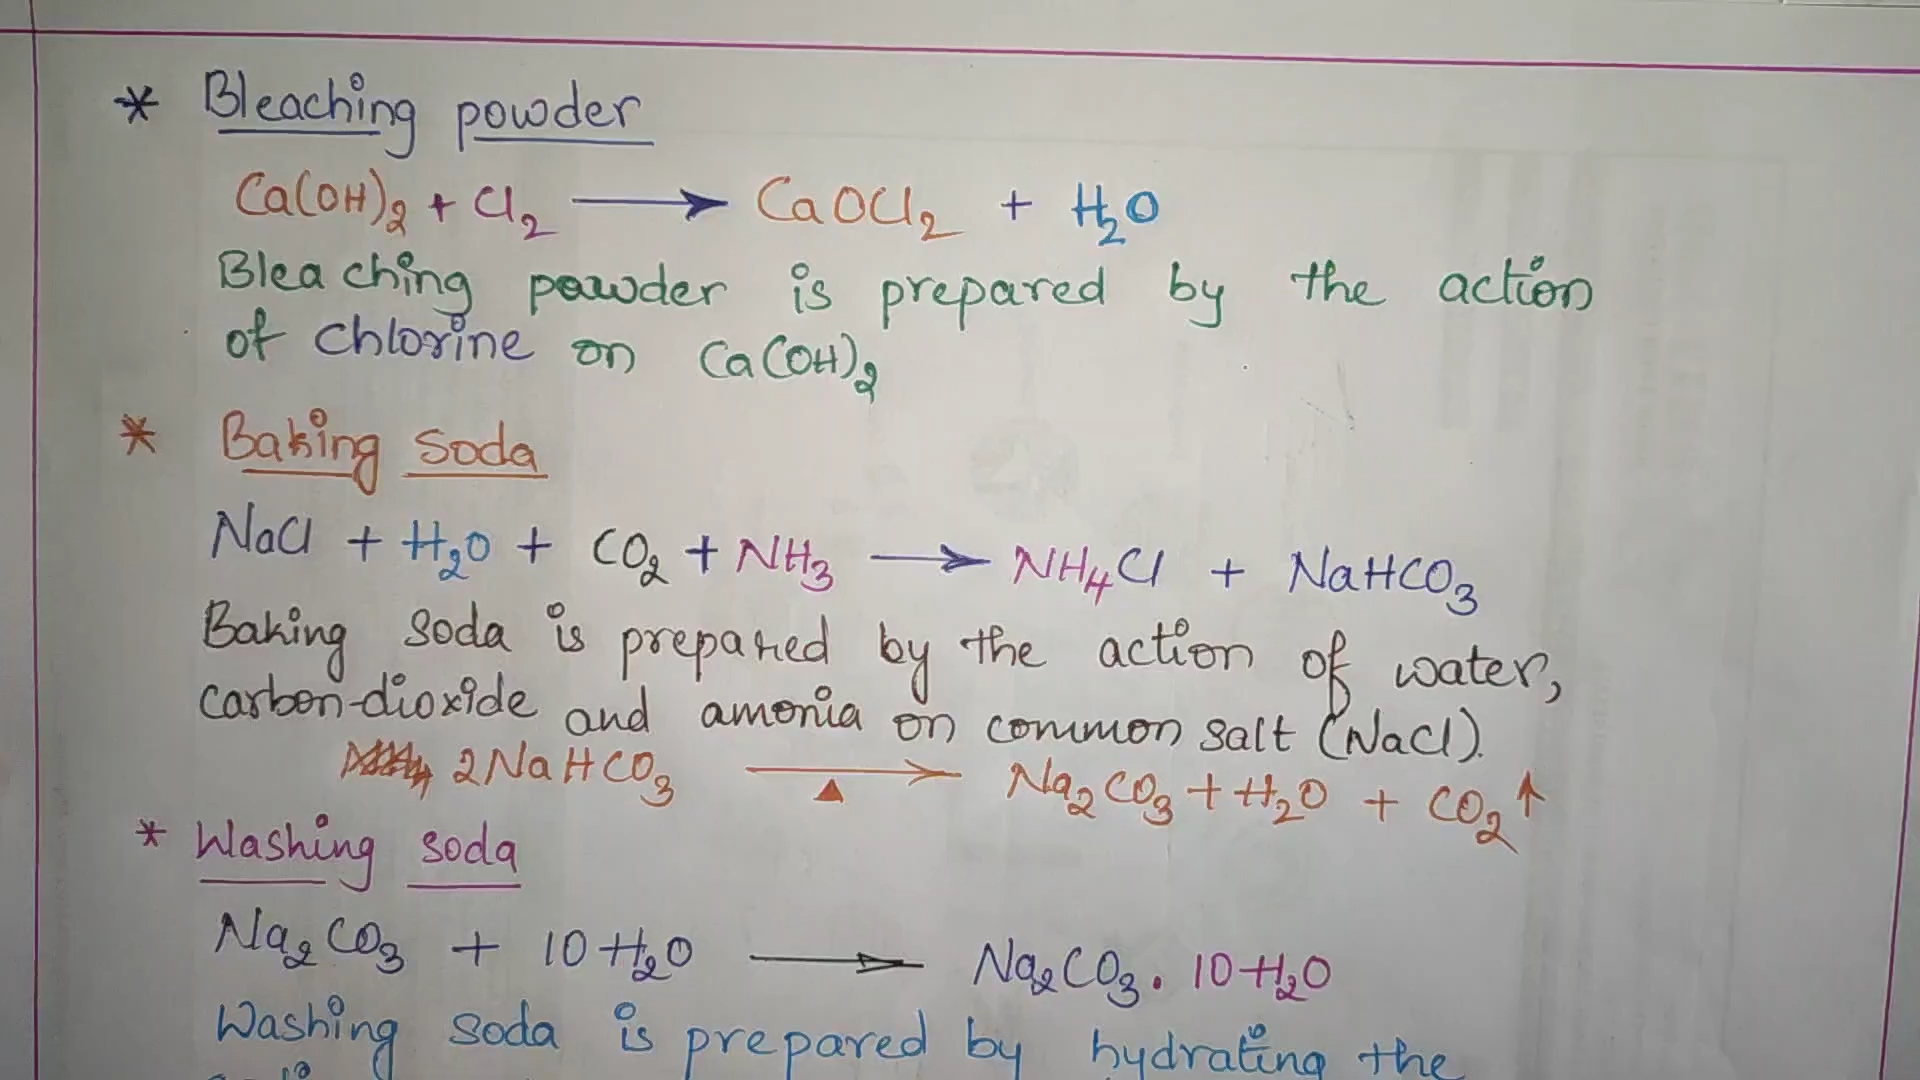 * Bleaching powder
Ca(OH)₂ + Cl₂ ⟶ CaOCl₂ + H₂O
Bleaching powder is prepared by the action
of chlorine on Ca(OH)₂
* Baking soda
NaCl + H₂O + CO₂ + NH₃ ⟶ NH₄Cl + NaHCO₃
Baking soda is prepared by the action of water,
carbon-dioxide and amonia on common salt (NaCl).
2NaHCO₃ ⟶ ▲ Na₂CO₃ + H₂O + CO₂↑
* Washing soda
Na₂CO₃ + 10H₂O ⟶ Na₂CO₃. 10H₂O
Washing soda is prepared by hydrating the